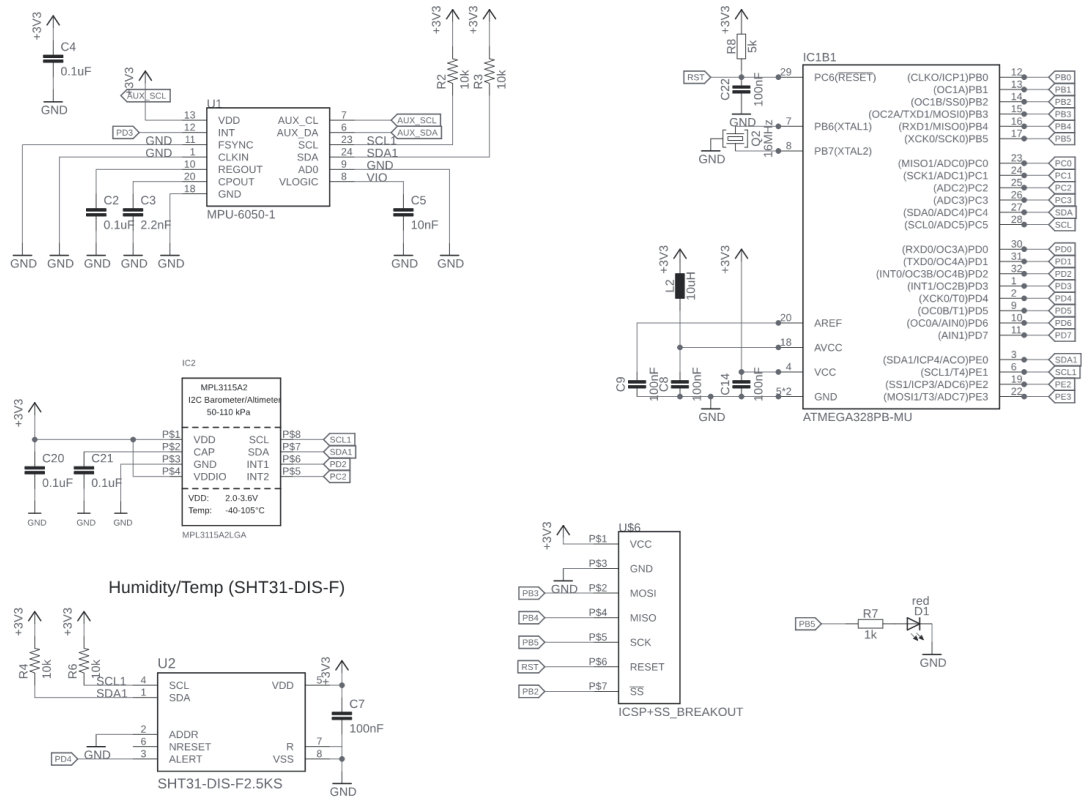 +3V3
C4
0.1uF
GND
+3V3
AUX_SCL
U1
13 VDD AUX_CL 7 AUX_SCL
PD3 12 INT AUX_DA 6 AUX_SDA
GND 11 FSYNC SCL 23 SCL1
GND 1 CLKIN SDA 24 SDA1
10 REGOUT AD0 9 GND
20 CPOUT VLOGIC 8 VIO
18 GND
MPU-6050-1
C2
0.1uF
C3
2.2nF
C5
10nF
+3V3
R2
10k
+3V3
R3
10k
GND GND GND GND GND GND GND
+3V3
R8
5k
RST
C22
100nF
GND
Q2
16MHz
GND
IC1B1
29 PC6(RESET) (CLKO/ICP1)PB0 12 PB0
(OC1A)PB1 13 PB1
(OC1B/SS0)PB2 14 PB2
(OC2A/TXD1/MOSI0)PB3 15 PB3
7 PB6(XTAL1) (RXD1/MISO0)PB4 16 PB4
(XCK0/SCK0)PB5 17 PB5
8 PB7(XTAL2)
(MISO1/ADC0)PC0 23 PC0
(SCK1/ADC1)PC1 24 PC1
(ADC2)PC2 25 PC2
(ADC3)PC3 26 PC3
(SDA0/ADC4)PC4 27 SDA
(SCL0/ADC5)PC5 28 SCL
(RXD0/OC3A)PD0 30 PD0
(TXD0/OC4A)PD1 31 PD1
(INT0/OC3B/OC4B)PD2 32 PD2
(INT1/OC2B)PD3 1 PD3
(XCK0/T0)PD4 2 PD4
(OC0B/T1)PD5 9 PD5
20 AREF (OC0A/AIN0)PD6 10 PD6
(AIN1)PD7 11 PD7
18 AVCC
(SDA1/ICP4/ACO)PE0 3 SDA1
4 VCC (SCL1/T4)PE1 6 SCL1
(SS1/ICP3/ADC6)PE2 19 PE2
5*2 GND (MOSI1/T3/ADC7)PE3 22 PE3
ATMEGA328PB-MU
+3V3
L2
10uH
+3V3
C9
100nF
C8
100nF
C14
100nF
GND
IC2
MPL3115A2
I2C Barometer/Altimeter
50-110 kPa
+3V3
P$1 VDD SCL P$8 SCL1
P$2 CAP SDA P$7 SDA1
P$3 GND INT1 P$6 PD2
P$4 VDDIO INT2 P$5 PC2
C20
0.1uF
C21
0.1uF
VDD: 2.0-3.6V
Temp: -40-105°C
GND GND GND
MPL3115A2LGA
Humidity/Temp (SHT31-DIS-F)
+3V3
R4
10k
+3V3
R6
10k
U2
SCL1 4 SCL VDD 5
SDA1 1 SDA
+3V3
C7
100nF
2 ADDR
GND 6 NRESET R 7
PD4 3 ALERT VSS 8
SHT31-DIS-F2.5KS
GND
U$6
+3V3
P$1 VCC
P$3 GND
GND
PB3 P$2 MOSI
PB4 P$4 MISO
PB5 P$5 SCK
RST P$6 RESET
PB2 P$7 SS
ICSP+SS_BREAKOUT
PB5
R7
1k
red
D1
GND